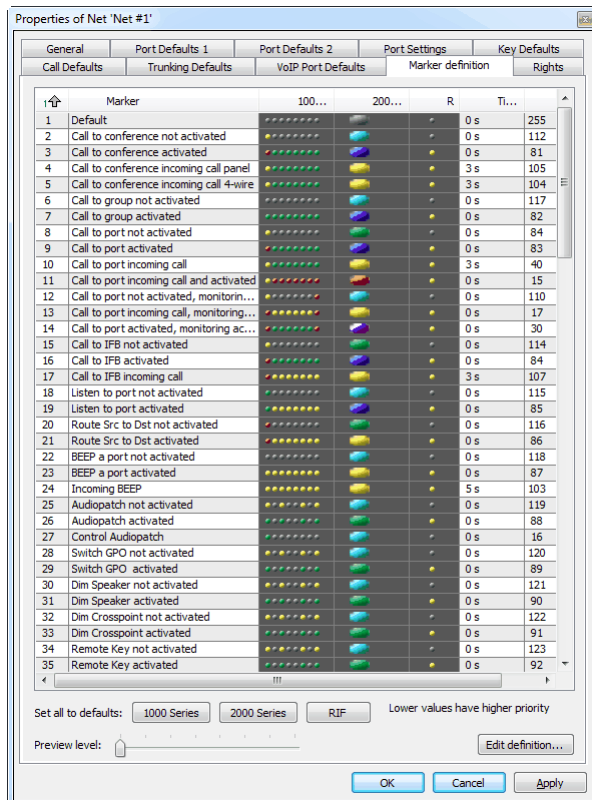 Properties of Net 'Net #1'
General Port Defaults 1 Port Defaults 2 Port Settings Key Defaults
Call Defaults Trunking Defaults VoIP Port Defaults Marker definition Rights
1 Marker 100... 200... R Ti...
1 Default 0 s 255
2 Call to conference not activated 0 s 112
3 Call to conference activated 0 s 81
4 Call to conference incoming call panel 3 s 105
5 Call to conference incoming call 4-wire 3 s 104
6 Call to group not activated 0 s 117
7 Call to group activated 0 s 82
8 Call to port not activated 0 s 84
9 Call to port activated 0 s 83
10 Call to port incoming call 3 s 40
11 Call to port incoming call and activated 0 s 15
12 Call to port not activated, monitorin... 0 s 110
13 Call to port incoming call, monitoring... 0 s 17
14 Call to port activated, monitoring ac... 0 s 30
15 Call to IFB not activated 0 s 114
16 Call to IFB activated 0 s 84
17 Call to IFB incoming call 3 s 107
18 Listen to port not activated 0 s 115
19 Listen to port activated 0 s 85
20 Route Src to Dst not activated 0 s 116
21 Route Src to Dst activated 0 s 86
22 BEEP a port not activated 0 s 118
23 BEEP a port activated 0 s 87
24 Incoming BEEP 5 s 103
25 Audiopatch not activated 0 s 119
26 Audiopatch activated 0 s 88
27 Control Audiopatch 0 s 16
28 Switch GPO not activated 0 s 120
29 Switch GPO activated 0 s 89
30 Dim Speaker not activated 0 s 121
31 Dim Speaker activated 0 s 90
32 Dim Crosspoint not activated 0 s 122
33 Dim Crosspoint activated 0 s 91
34 Remote Key not activated 0 s 123
35 Remote Key activated 0 s 92
Set all to defaults: 1000 Series 2000 Series RIF Lower values have higher priority
Preview level: Edit definition...
OK Cancel Apply